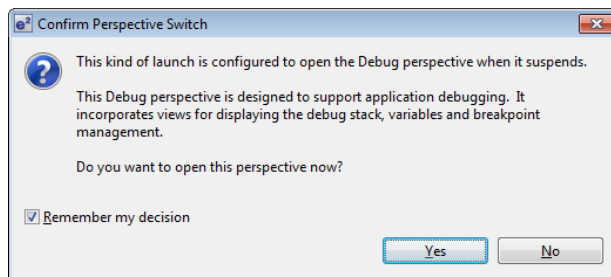 e² Confirm Perspective Switch
This kind of launch is configured to open the Debug perspective when it suspends.
This Debug perspective is designed to support application debugging. It
incorporates views for displaying the debug stack, variables and breakpoint
management.
Do you want to open this perspective now?
Remember my decision
Yes No